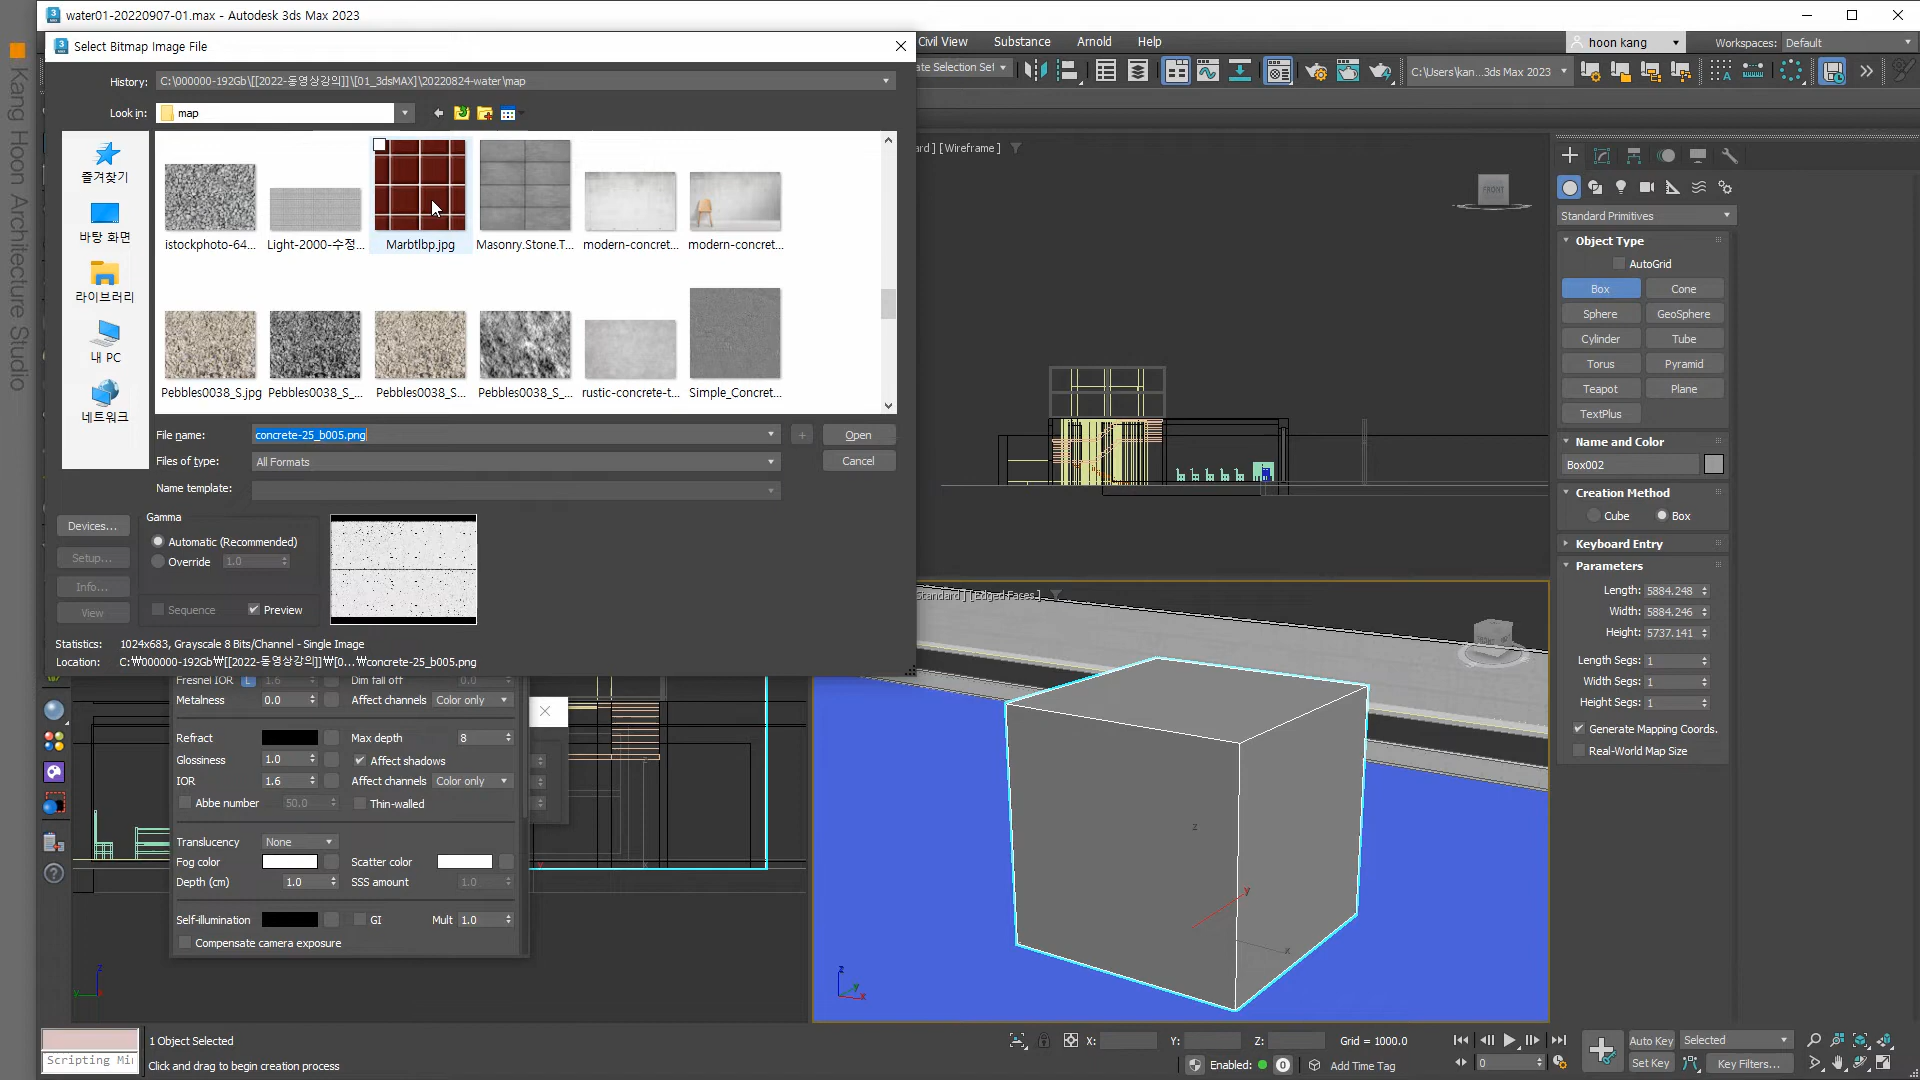 water01-20220907-01.max - Autodesk 3ds Max 2023
Select Bitmap Image File
Civil View
Substance
Arnold
Help
hoon kang
Workspaces:
Default
History:
C:\000000-192Gb\[[2022-동영상강의]]\[01_3dsMAX]\20220824-water\map
ate Selection Set
C:\Users\kan...3ds Max 2023
Look in:
map
즐겨찾기
바탕 화면
라이브러리
내 PC
네트워크
istockphoto-64...
Light-2000-수정...
Marbtlbp.jpg
Masonry.Stone.T...
modern-concret...
modern-concret...
Pebbles0038_S.jpg
Pebbles0038_S_...
Pebbles0038_S...
Pebbles0038_S_...
rustic-concrete-t...
Simple_Concret...
File name:
concrete-25_b005.png
Open
Files of type:
All Formats
Cancel
Name template:
Devices...
Setup...
Info...
View
Gamma
Automatic (Recommended)
Override
1.0
Sequence
Preview
Statistics:
1024x683, Grayscale 8 Bits/Channel - Single Image
Location:
C:₩000000-192Gb₩[[2022-동영상강의]]₩[0...₩concrete-25_b005.png
Kang Hoon Architecture Studio
ard ] [Wireframe ]
FRONT
Standard ] [Edged Faces ]
Standard Primitives
Object Type
AutoGrid
Box
Cone
Sphere
GeoSphere
Cylinder
Tube
Torus
Pyramid
Teapot
Plane
TextPlus
Name and Color
Box002
Creation Method
Cube
Box
Keyboard Entry
Parameters
Length: 5884.248
Width: 5884.246
Height: 5737.141
Length Segs: 1
Width Segs: 1
Height Segs: 1
Generate Mapping Coords.
Real-World Map Size
Fresnel IOR
L
1.6
Dim fall off
0.0
Metalness
0.0
Affect channels
Color only
Refract
Max depth
8
Glossiness
1.0
Affect shadows
IOR
1.6
Affect channels
Color only
Abbe number
50.0
Thin-walled
Translucency
None
Fog color
Scatter color
Depth (cm)
1.0
SSS amount
1.0
Self-illumination
GI
Mult
1.0
Compensate camera exposure
z
y
x
z
y
x
z
y
x
Scripting Mi
1 Object Selected
Click and drag to begin creation process
X:
Y:
Z:
Grid = 1000.0
Enabled:
0
Add Time Tag
0
Auto Key
Selected
Set Key
Key Filters...